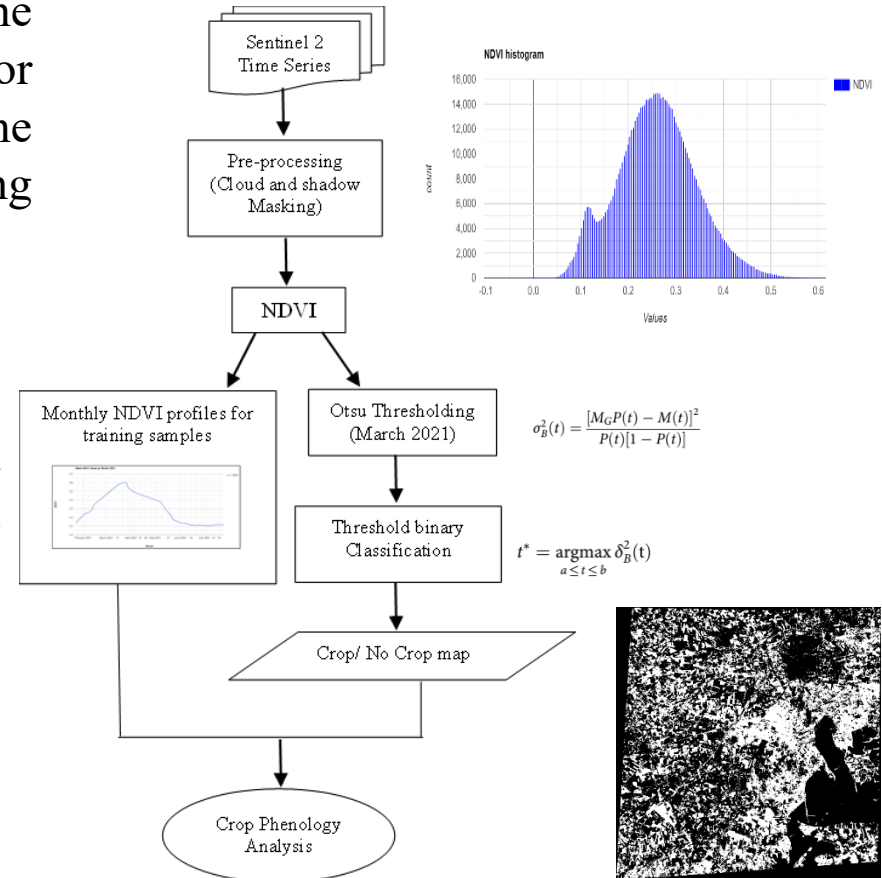 Sentinel 2
Time Series
Pre-processing
(Cloud and shadow
Masking)
NDVI
Monthly NDVI profiles for
training samples
Otsu Thresholding
(March 2021)
Threshold binary
Classification
Crop/ No Crop map
Crop Phenology
Analysis
NDVI histogram
NDVI
16,000
14,000
12,000
10,000
8,000
6,000
4,000
2,000
0
count
-0.1 0.0 0.1 0.2 0.3 0.4 0.5 0.6
Values
σ²_B(t) = [M_G P(t) − M(t)]² / P(t)[1 − P(t)]
t* = argmax δ²_B(t)
a ≤ t ≤ b